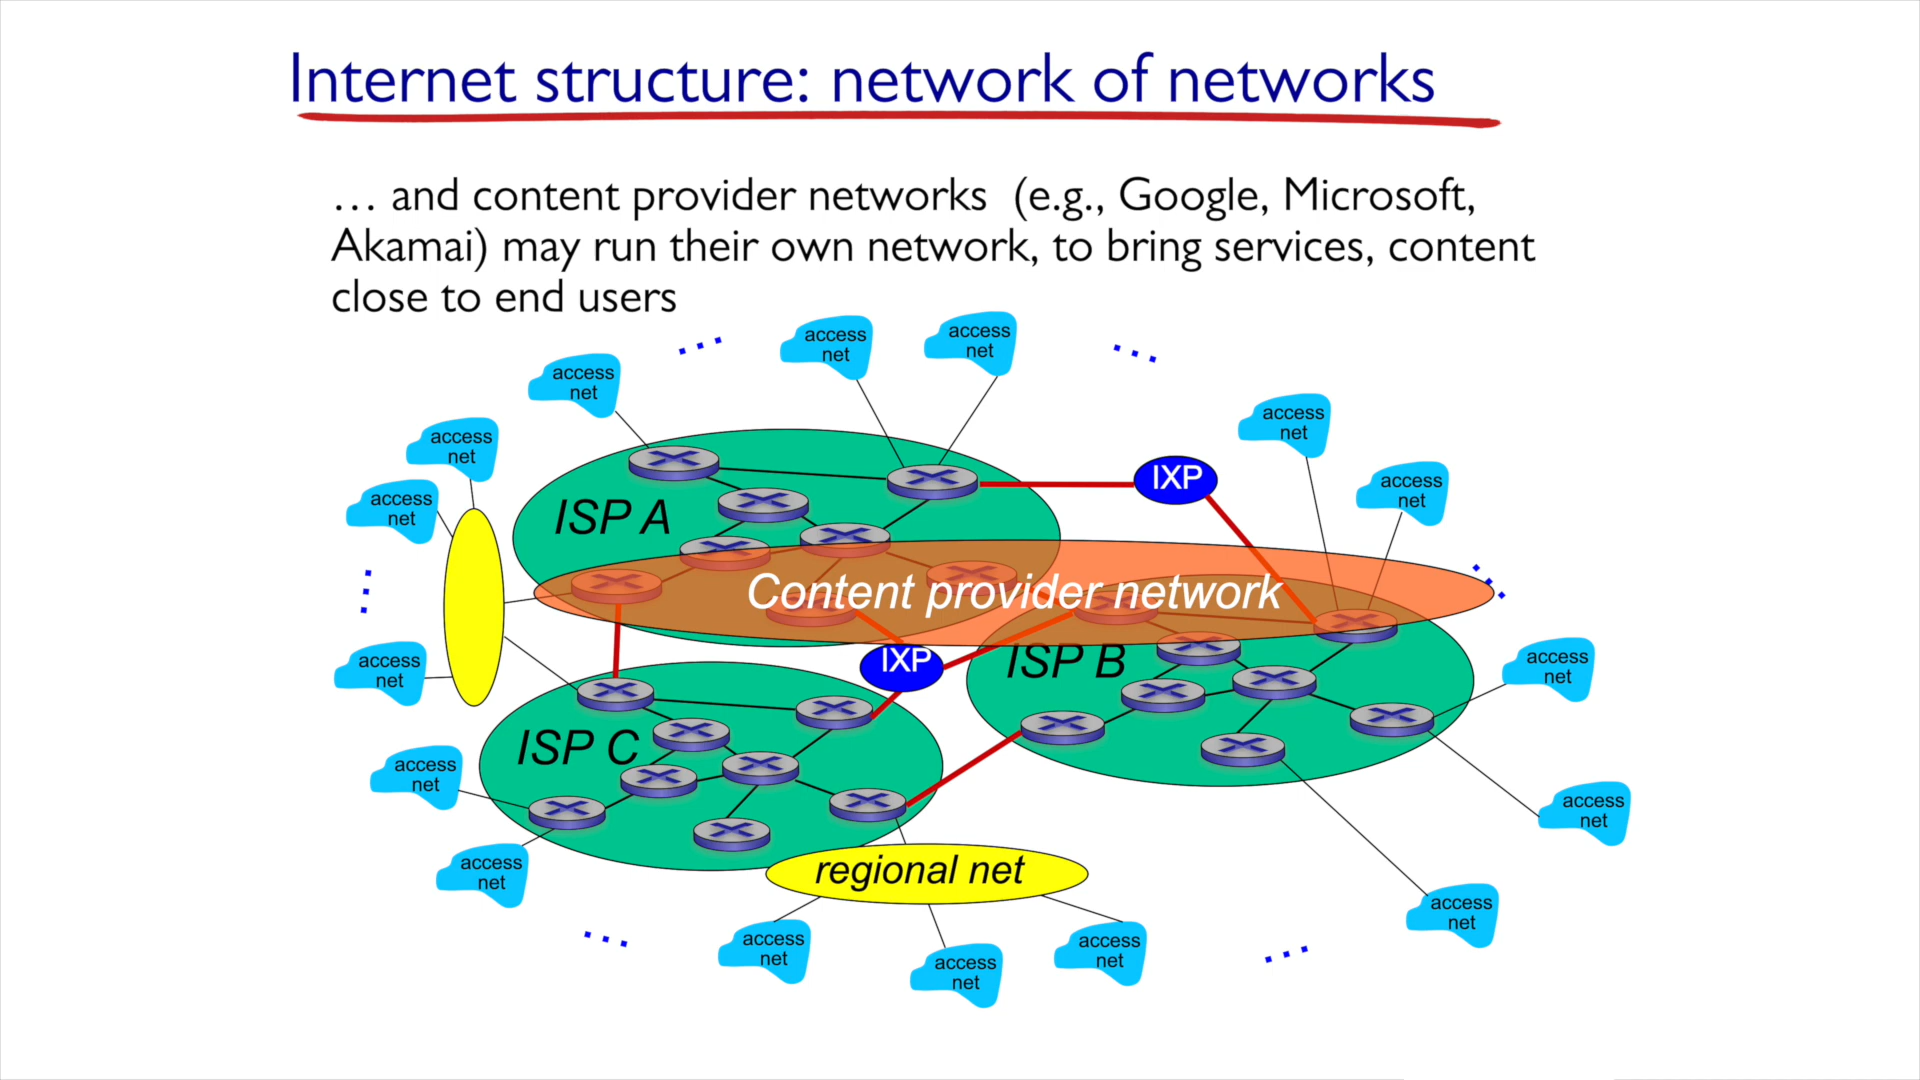 Internet structure: network of networks
… and content provider networks (e.g., Google, Microsoft,
Akamai) may run their own network, to bring services, content
close to end users
access
net
access
net
access
net
access
net
access
net
access
net
access
net
IXP
ISP A
Content provider network
access
net
IXP
ISP B
access
net
ISP C
access
net
access
net
access
net
regional net
access
net
access
net
access
net
access
net